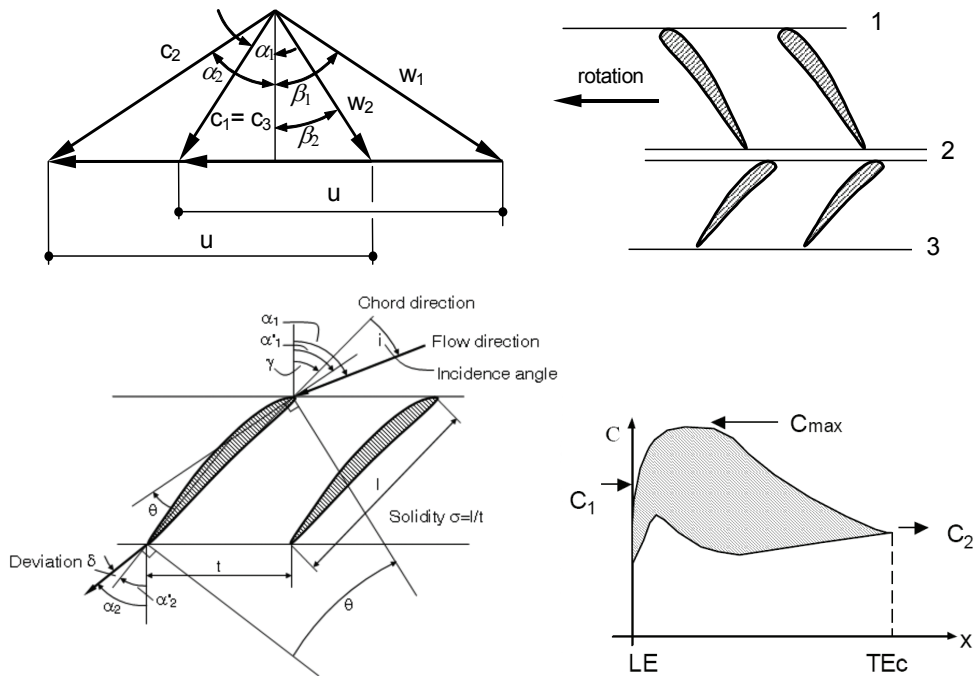 c₂
α₂
α₁
β₁
w₁
c₁= c₃
w₂
β₂
u
u
1
rotation
2
3
Chord direction
α₁
α'₁
γ
i
Flow direction
Incidence angle
θ
l
Solidity σ=l/t
Deviation δ
t
α₂
α'₂
θ
C
Cmax
C₁
C₂
LE
TEc
x